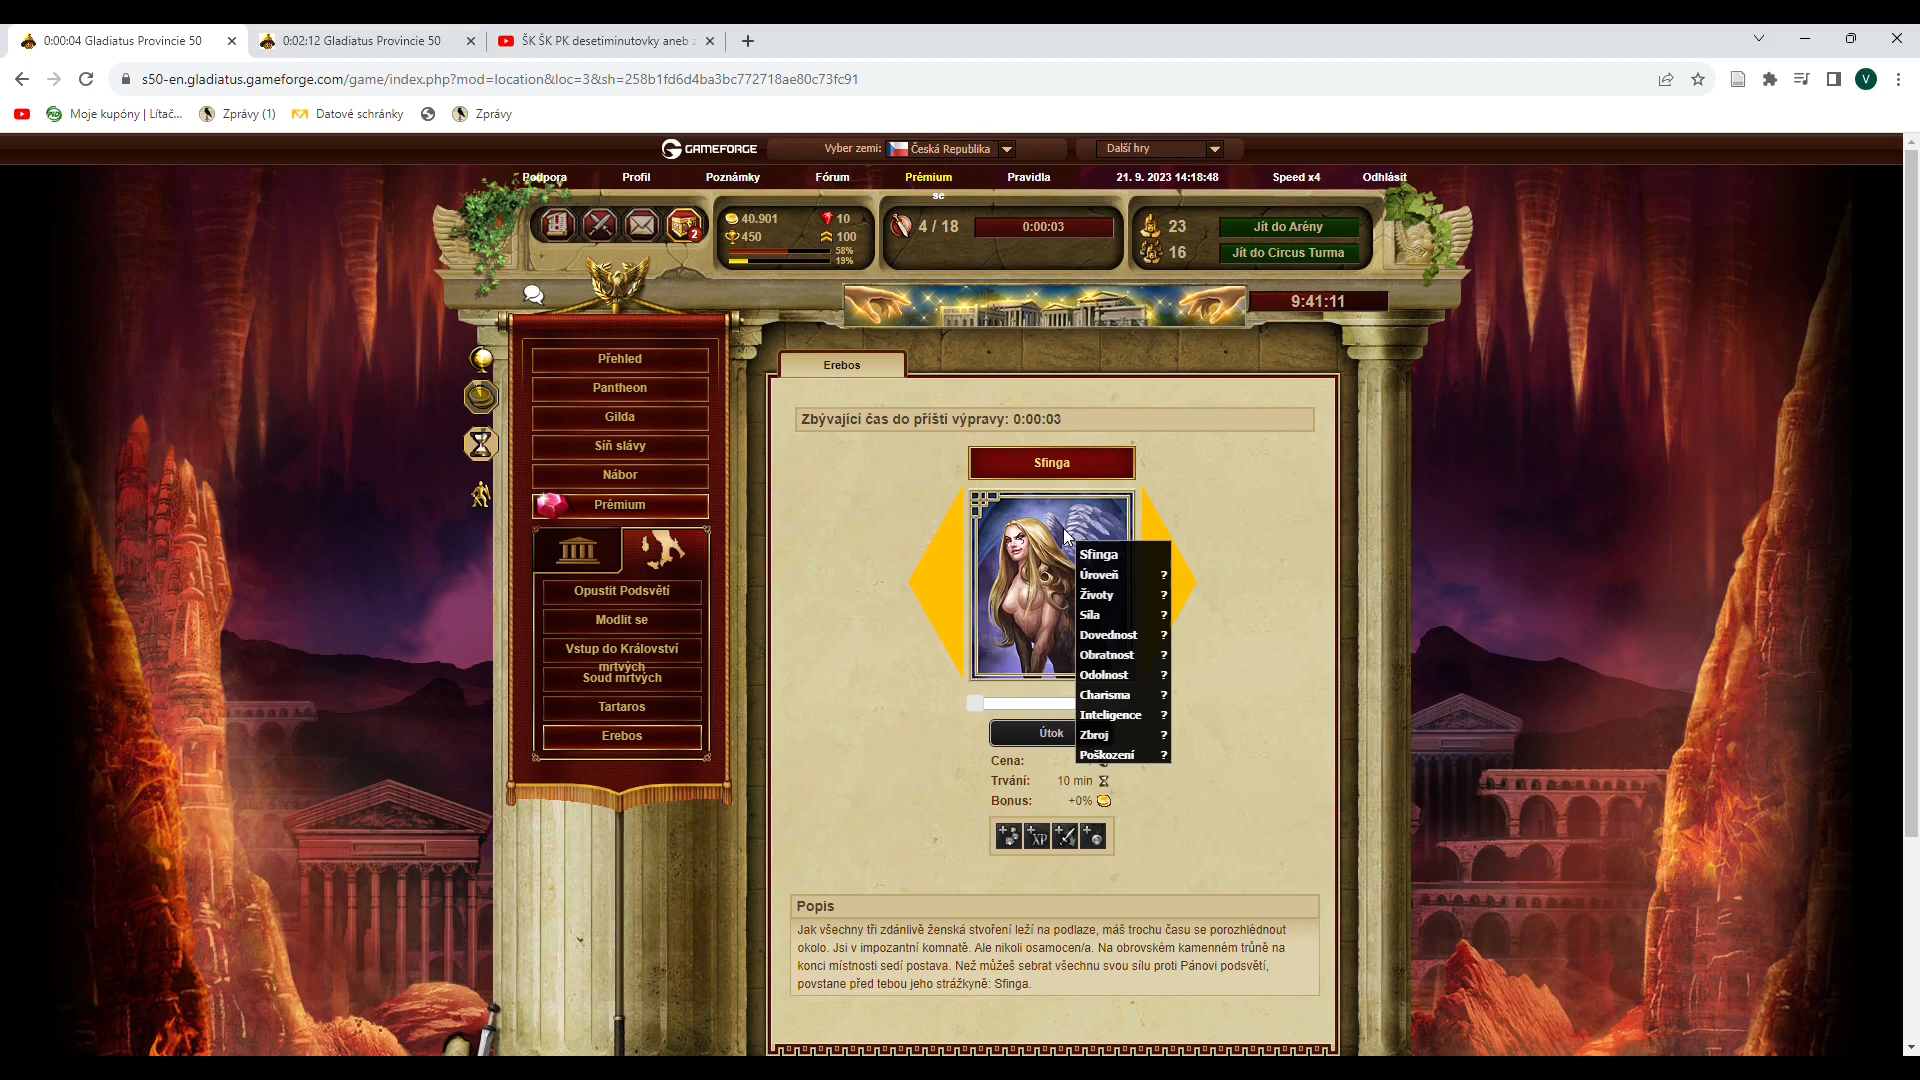 0:00:04 Gladiatus Provincie 50
0:02:12 Gladiatus Provincie 50
ŠK ŠK PK desetiminutovky aneb z
s50-en.gladiatus.gameforge.com/game/index.php?mod=location&loc=3&sh=258b1fd6d4ba3bc772718ae80c73fc91
V
Moje kupóny | Lítač...
Zprávy (1)
Datové schránky
Zprávy
GAMEFORGE
Vyber zemi:
Česká Republika
Další hry
Podpora
Profil
Poznámky
Fórum
Prémium
Pravidla
21. 9. 2023 14:18:48
Speed x4
Odhlásit
se
2
40.901
10
450
100
58%
19%
4 / 18
0:00:03
23
Jít do Arény
16
Jít do Circus Turma
9:41:11
Přehled
Pantheon
Gilda
Síň slávy
Nábor
Prémium
Opustit Podsvětí
Modlit se
Vstup do Království
mrtvých
Soud mrtvých
Tartaros
Erebos
Erebos
Zbývající čas do příští výpravy: 0:00:03
Sfinga
Sfinga
Úroveň ?
Životy ?
Síla ?
Dovednost ?
Obratnost ?
Odolnost ?
Charisma ?
Inteligence ?
Zbroj ?
Poškození ?
Útok
Cena:
Trvání: 10 min
Bonus: +0%
XP
Popis
Jak všechny tři zdánlivě ženská stvoření leží na podlaze, máš trochu času se porozhlédnout
okolo. Jsi v impozantní komnatě. Ale nikoli osamocen/a. Na obrovském kamenném trůně na
konci místnosti sedí postava. Než můžeš sebrat všechnu svou sílu proti Pánovi podsvětí,
povstane před tebou jeho strážkyně: Sfinga.